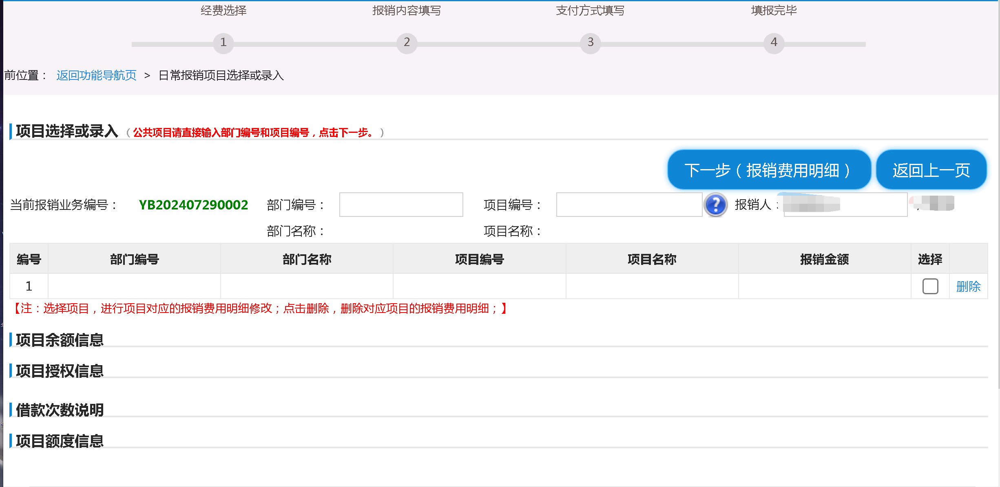 经费选择 报销内容填写 支付方式填写 填报完毕
1 2 3 4
前位置： 返回功能导航页 > 日常报销项目选择或录入
项目选择或录入（公共项目请直接输入部门编号和项目编号，点击下一步。）
下一步（报销费用明细） 返回上一页
当前报销业务编号： YB202407290002 部门编号： 项目编号： ? 报销人：
部门名称： 项目名称：
编号 部门编号 部门名称 项目编号 项目名称 报销金额 选择
1 删除
【注：选择项目，进行项目对应的报销费用明细修改；点击删除，删除对应项目的报销费用明细；】
项目余额信息
项目授权信息
借款次数说明
项目额度信息